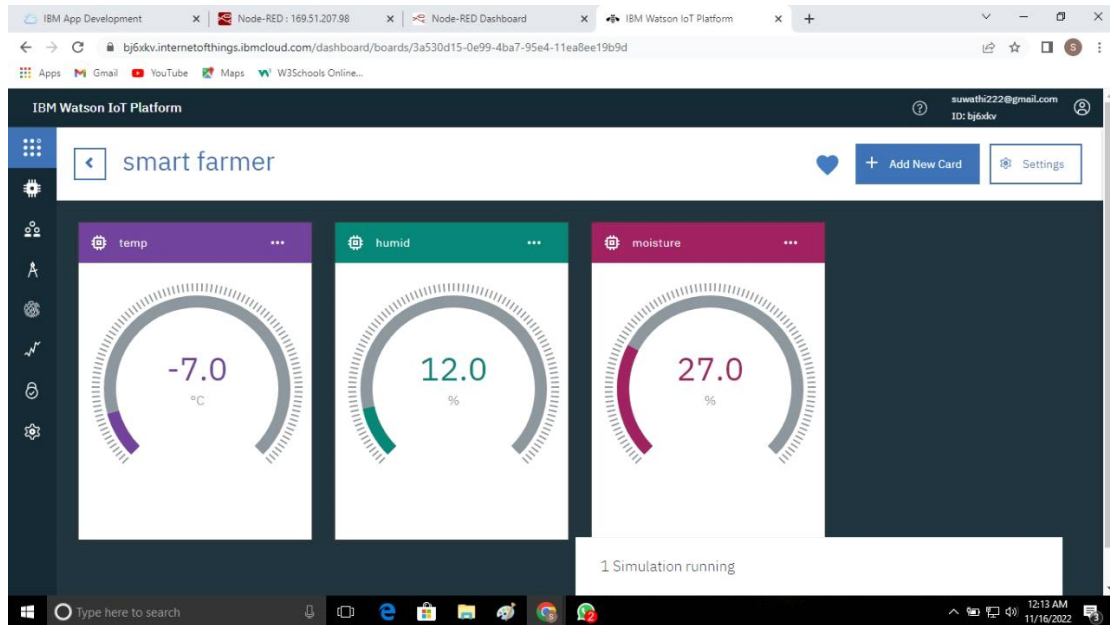 IBM App Development
Node-RED : 169.51.207.98
Node-RED Dashboard
IBM Watson IoT Platform
bj6xkv.internetofthings.ibmcloud.com/dashboard/boards/3a530d15-0e99-4ba7-95e4-11ea8ee19b9d
S
Apps
Gmail
YouTube
Maps
W3Schools Online...
IBM Watson IoT Platform
suwathi222@gmail.com
ID: bj6xkv
smart farmer
+ Add New Card
Settings
temp
humid
moisture
-7.0
°C
12.0
%
27.0
%
1 Simulation running
Type here to search
2
12:13 AM
11/16/2022
3